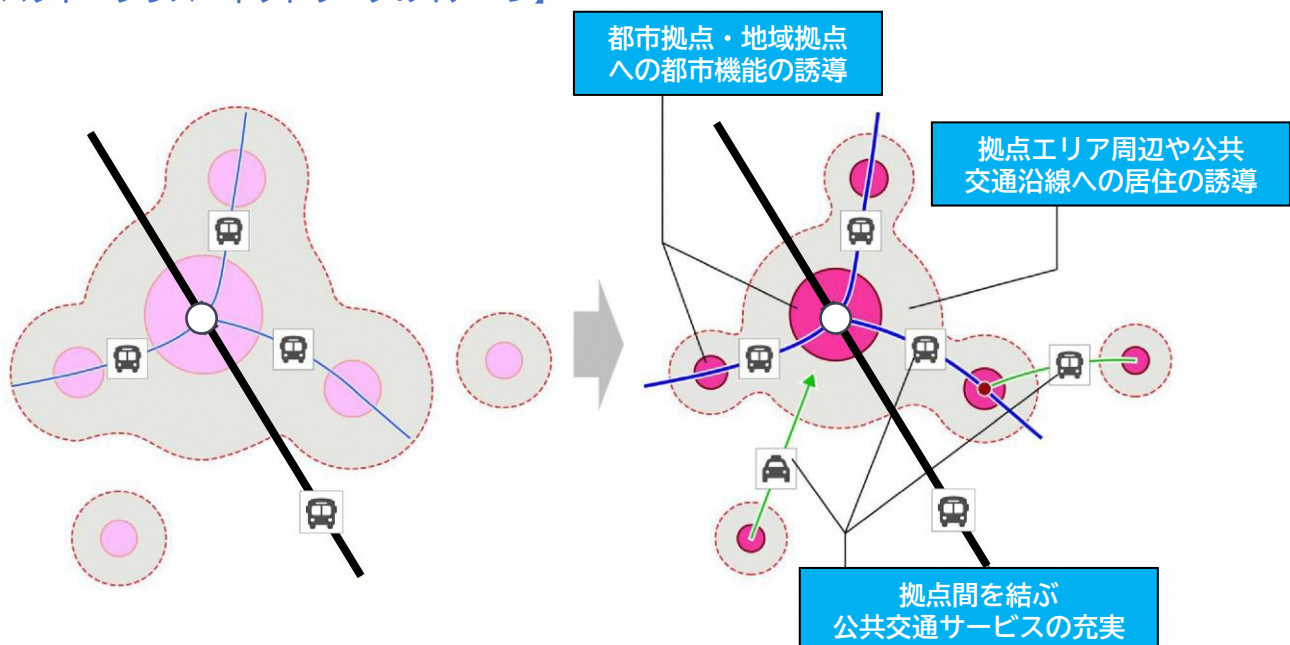 都市拠点・地域拠点
への都市機能の誘導
拠点エリア周辺や公共
交通沿線への居住の誘導
拠点間を結ぶ
公共交通サービスの充実